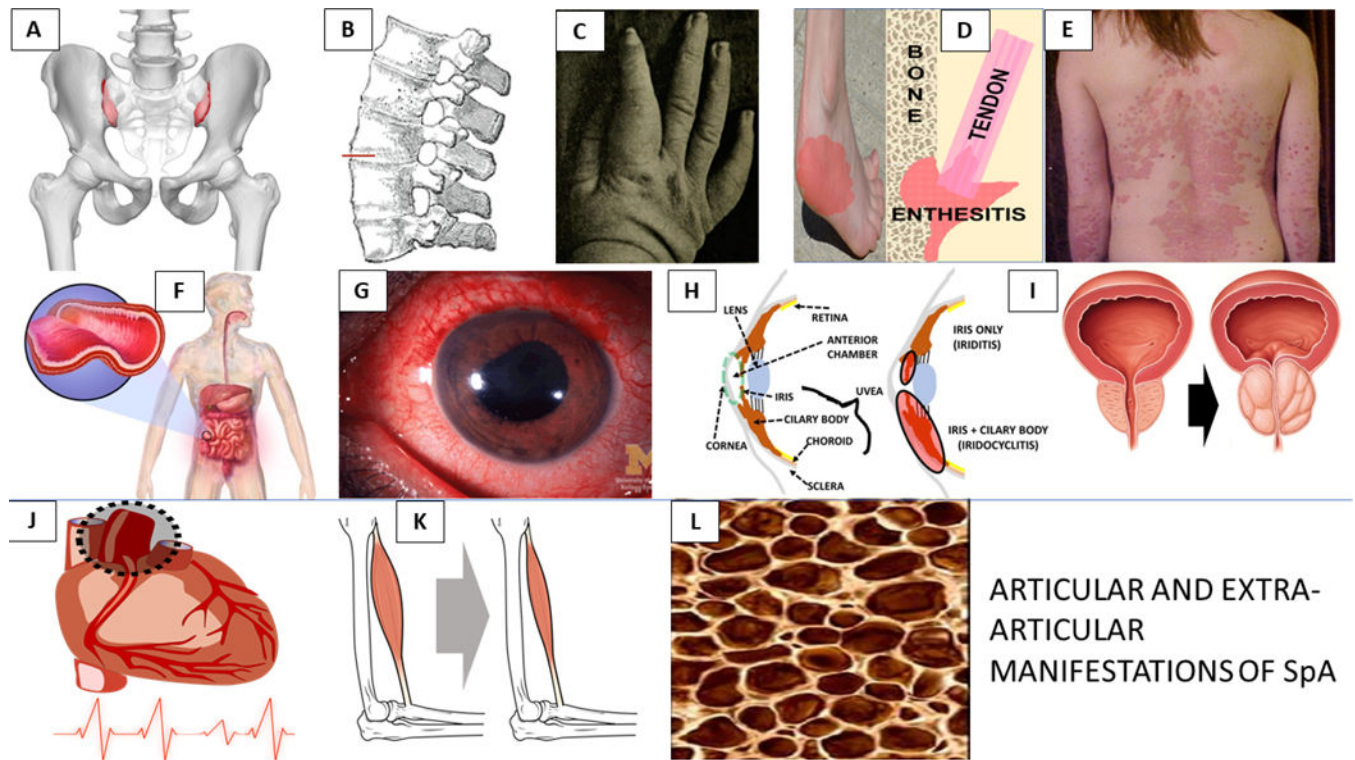 A
B
C
D
BONE
TENDON
ENTHESITIS
E
F
G
H
LENS
RETINA
ANTERIOR
CHAMBER
IRIS
UVEA
CILARY BODY
CORNEA
CHOROID
SCLERA
IRIS ONLY
(IRIDITIS)
IRIS + CILARY BODY
(IRIDOCYCLITIS)
I
J
K
L
ARTICULAR AND EXTRA-
ARTICULAR
MANIFESTATIONS OF SpA